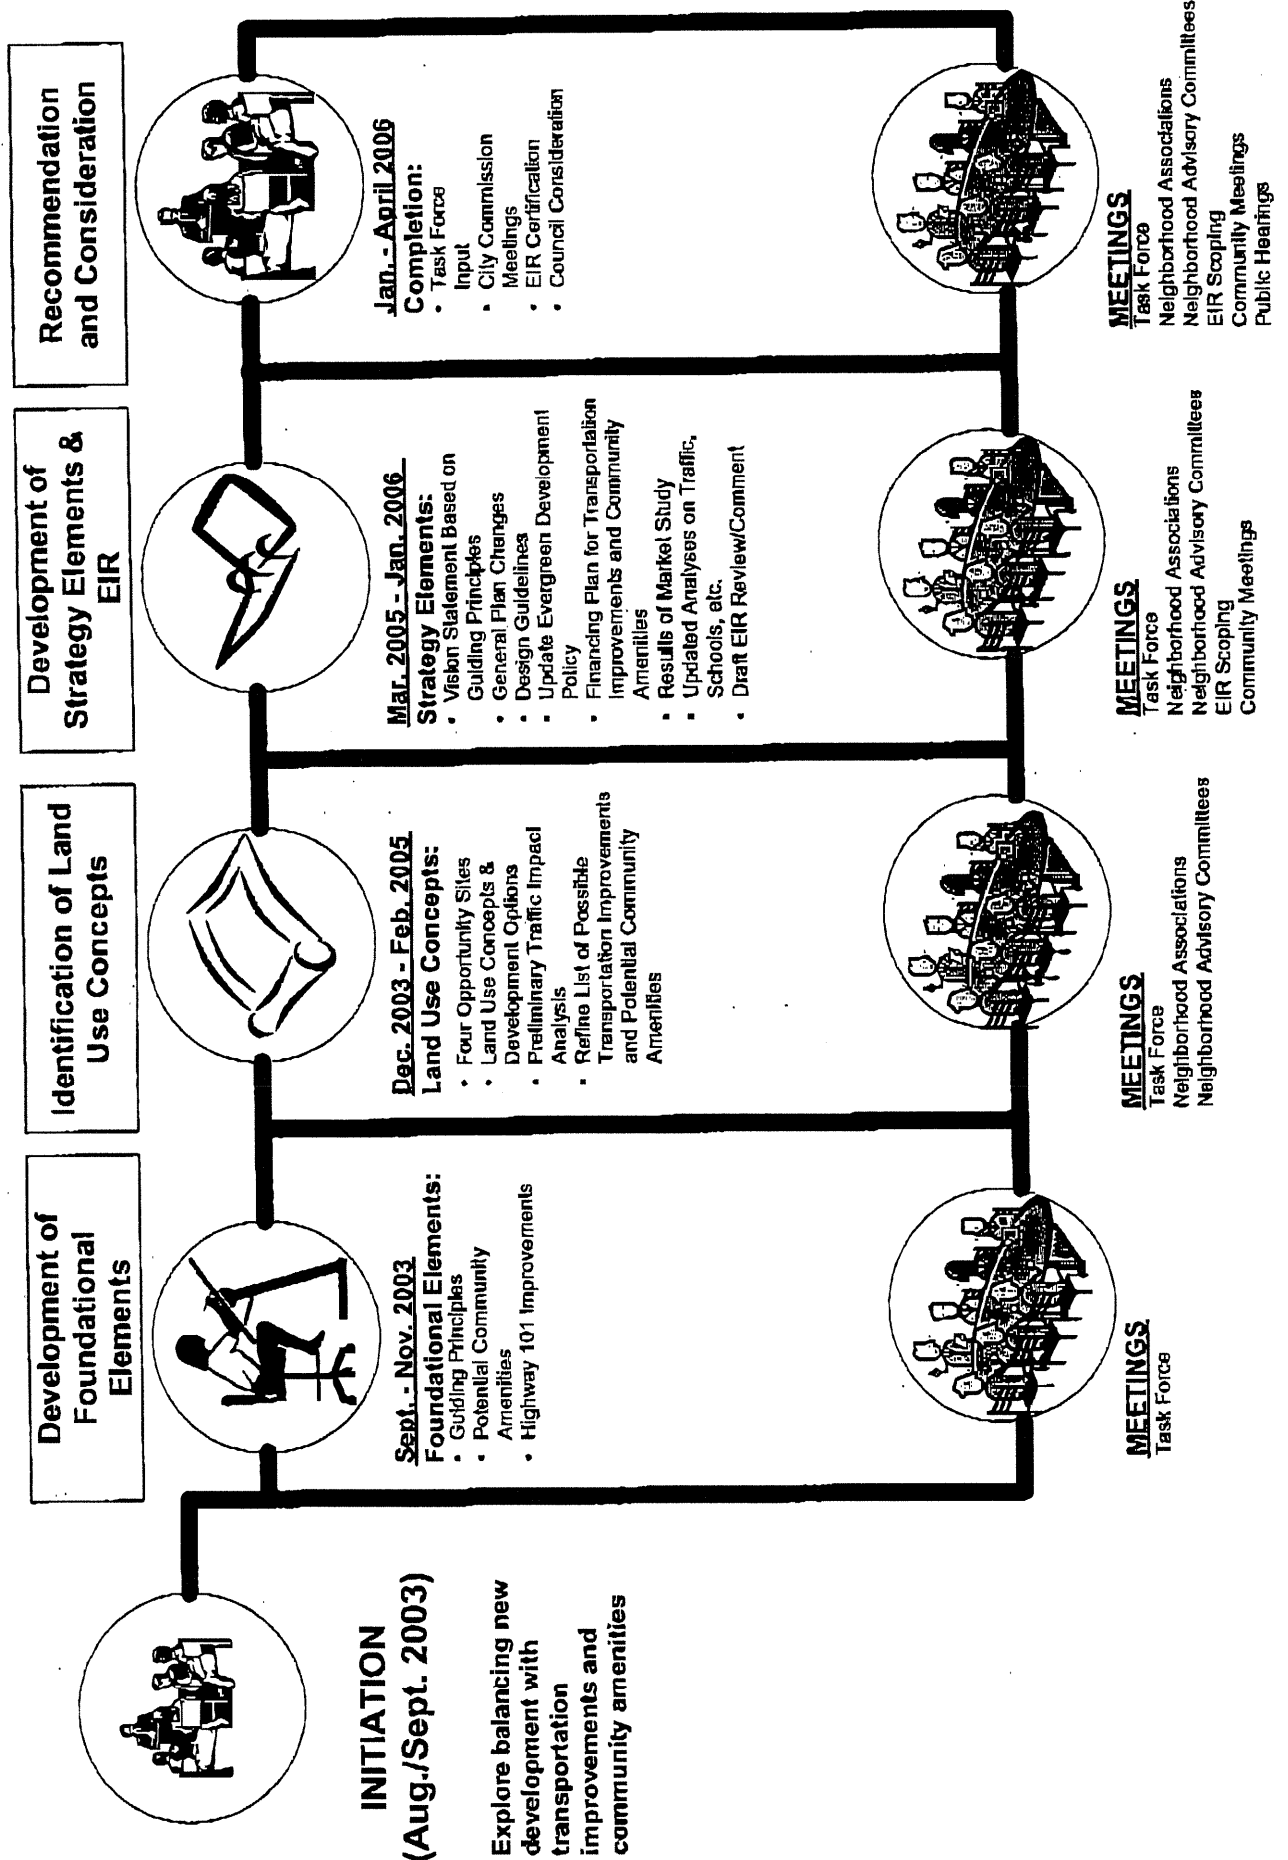 INITIATION
(Aug./Sept. 2003)
Explore balancing new
development with
transportation
improvements and
community amenities
Development of
Foundational
Elements
Sept. - Nov. 2003
Foundational Elements:
• Guiding Principles
• Potential Community
Amenities
• Highway 101 Improvements
MEETINGS
Task Force
Identification of Land
Use Concepts
Dec. 2003 - Feb. 2005
Land Use Concepts:
• Four Opportunity Sites
• Land Use Concepts &
Development Options
• Preliminary Traffic Impact
Analysis
• Refine List of Possible
Transportation Improvements
and Potential Community
Amenities
MEETINGS
Task Force
Neighborhood Associations
Neighborhood Advisory Committees
Development of
Strategy Elements &
EIR
Mar. 2005 - Jan. 2006
Strategy Elements:
• Vision Statement Based on
Guiding Principles
• General Plan Changes
• Design Guidelines
• Update Evergreen Development
Policy
• Financing Plan for Transportation
Improvements and Community
Amenities
• Results of Market Study
• Updated Analyses on Traffic,
Schools, etc.
• Draft EIR Review/Comment
MEETINGS
Task Force
Neighborhood Associations
Neighborhood Advisory Committees
EIR Scoping
Community Meetings
Recommendation
and Consideration
Jan. - April 2006
Completion:
• Task Force
Input
• City Commission
Meetings
• EIR Certification
• Council Consideration
MEETINGS
Task Force
Neighborhood Associations
Neighborhood Advisory Committees
EIR Scoping
Community Meetings
Public Hearing